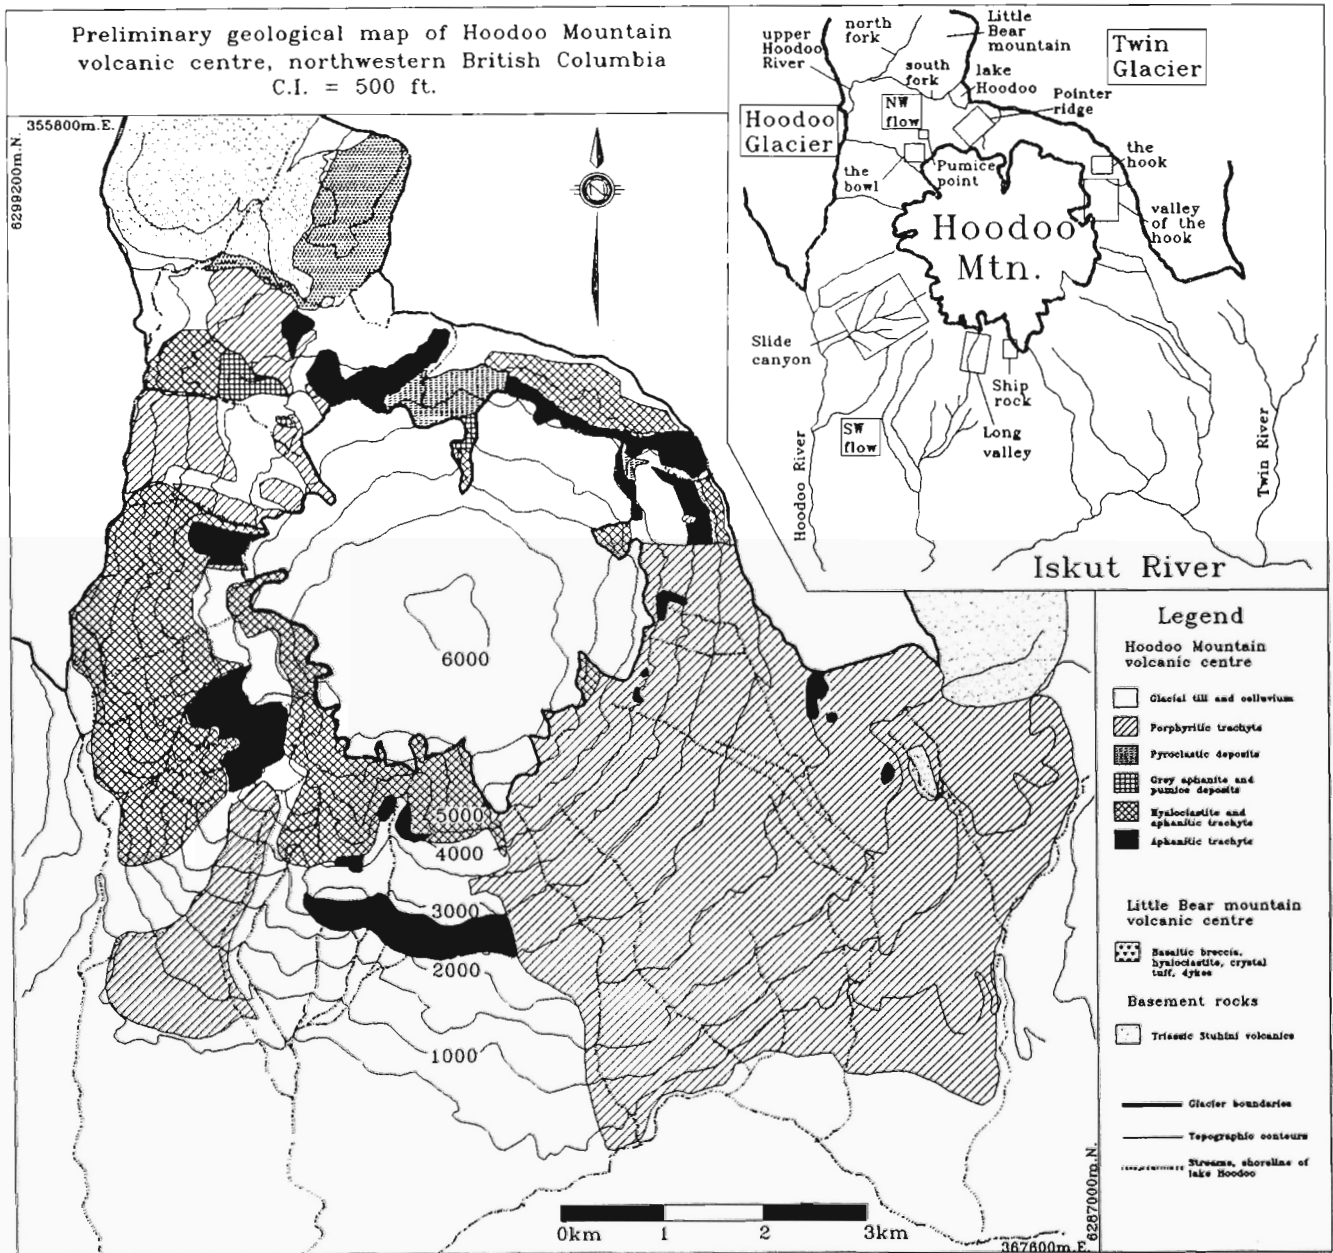 Preliminary geological map of Hoodoo Mountain
volcanic centre, northwestern British Columbia
C.I. = 500 ft.
355800m.E.
6299200m.N.
6000
5000
4000
3000
2000
1000
0km 1 2 3km
6287000m.N.
367600m.E.
upper
Hoodoo
River
north
fork
Little
Bear
mountain
Twin
Glacier
south
fork
lake
Hoodoo
Pointer
ridge
NW
flow
Hoodoo
Glacier
the
hook
the
bowl
Pumice
point
valley
of the
hook
Hoodoo
Mtn.
Slide
canyon
Ship
rock
SW
flow
Long
valley
Hoodoo River
Twin River
Iskut River
Legend
Hoodoo Mountain
volcanic centre
Glacial till and colluvium
Porphyritic trachyte
Pyroclastic deposits
Grey aphanite and
pumice deposits
Hyaloclastite and
aphanitic trachyte
Aphanitic trachyte
Little Bear mountain
volcanic centre
Basaltic breccia,
hyaloclastite, crystal
tuff, dykes
Basement rocks
Triassic Stuhini volcanics
Glacier boundaries
Topographic contours
Streams, shoreline of
lake Hoodoo